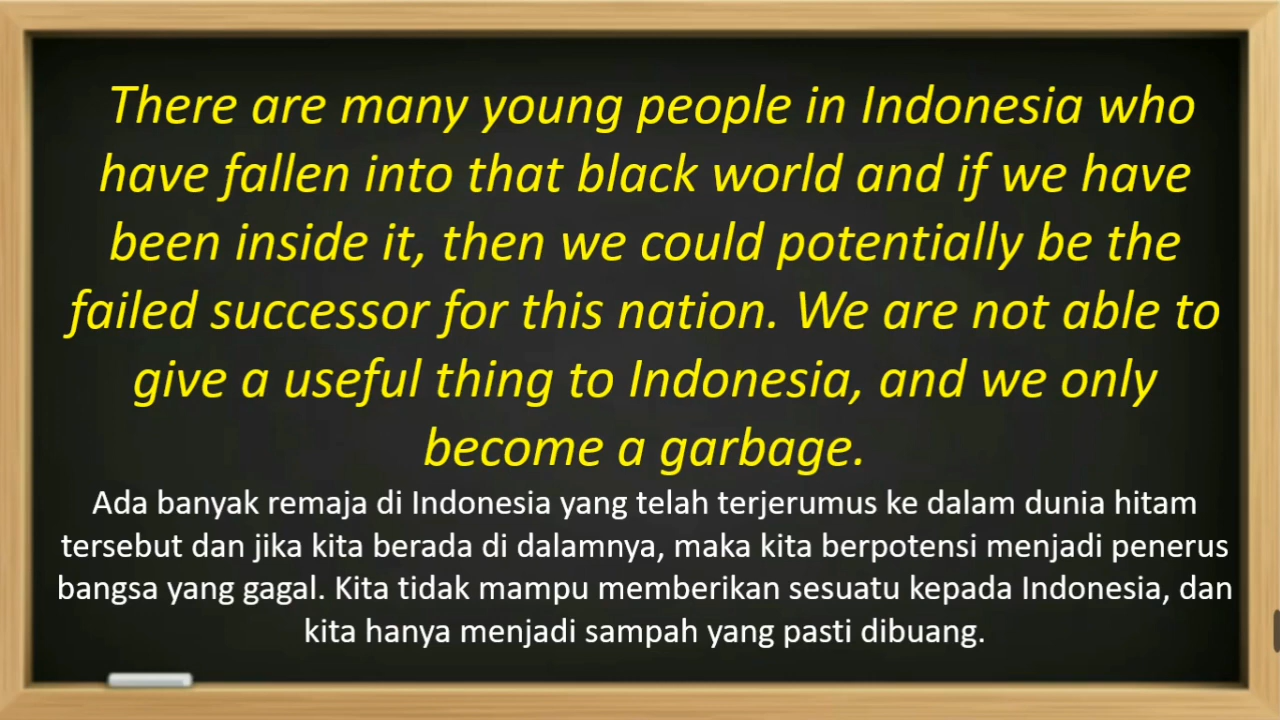 There are many young people in Indonesia who
have fallen into that black world and if we have
been inside it, then we could potentially be the
failed successor for this nation. We are not able to
give a useful thing to Indonesia, and we only
become a garbage.
Ada banyak remaja di Indonesia yang telah terjerumus ke dalam dunia hitam
tersebut dan jika kita berada di dalamnya, maka kita berpotensi menjadi penerus
bangsa yang gagal. Kita tidak mampu memberikan sesuatu kepada Indonesia, dan
kita hanya menjadi sampah yang pasti dibuang.